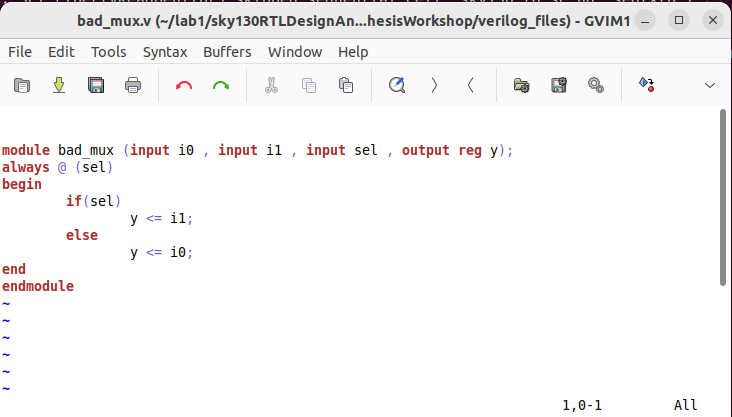 bad_mux.v (~/lab1/sky130RTLDesignAn...hesisWorkshop/verilog_files) - GVIM1
File Edit Tools Syntax Buffers Window Help
module bad_mux (input i0 , input i1 , input sel , output reg y);
always @ (sel)
begin
if(sel)
y <= i1;
else
y <= i0;
end
endmodule
~
~
~
~
~
~
1,0-1 All